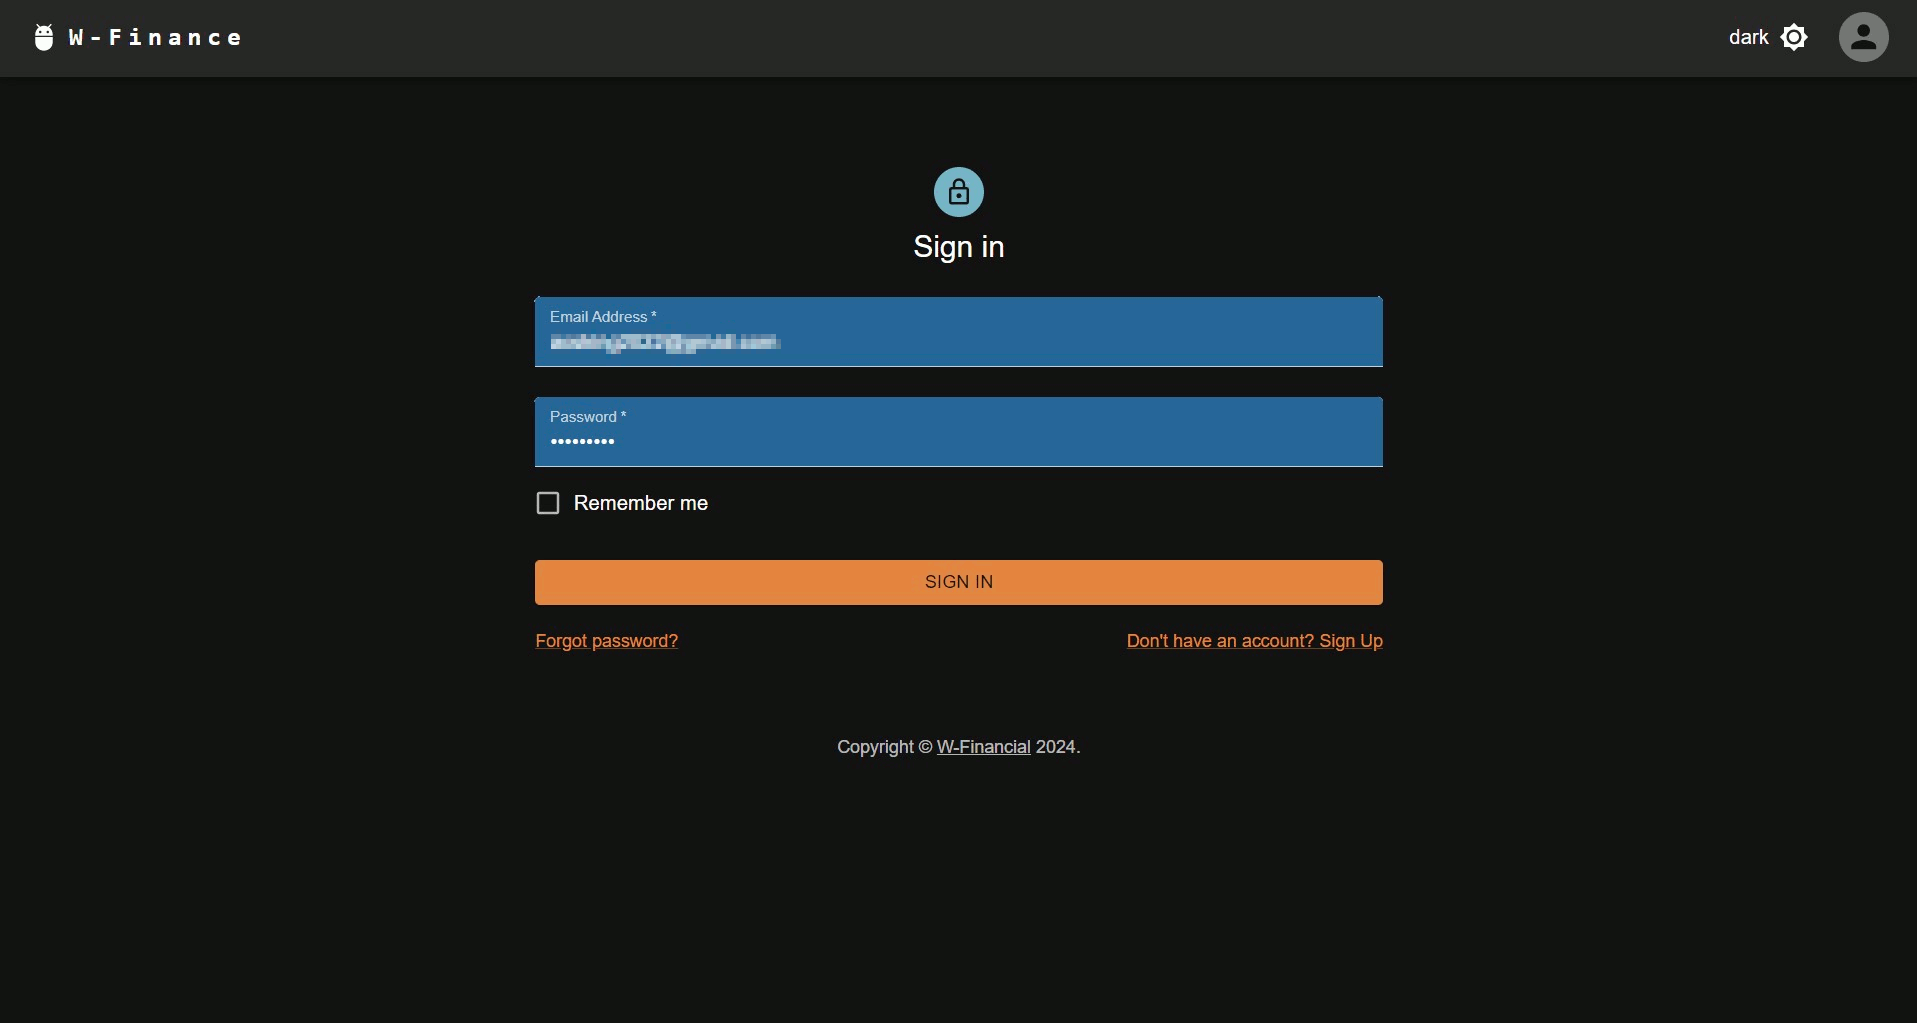 W-Finance
dark
Sign in
Email Address *
Password *
•••••••••
Remember me
SIGN IN
Forgot password?
Don't have an account? Sign Up
Copyright © W-Financial 2024.